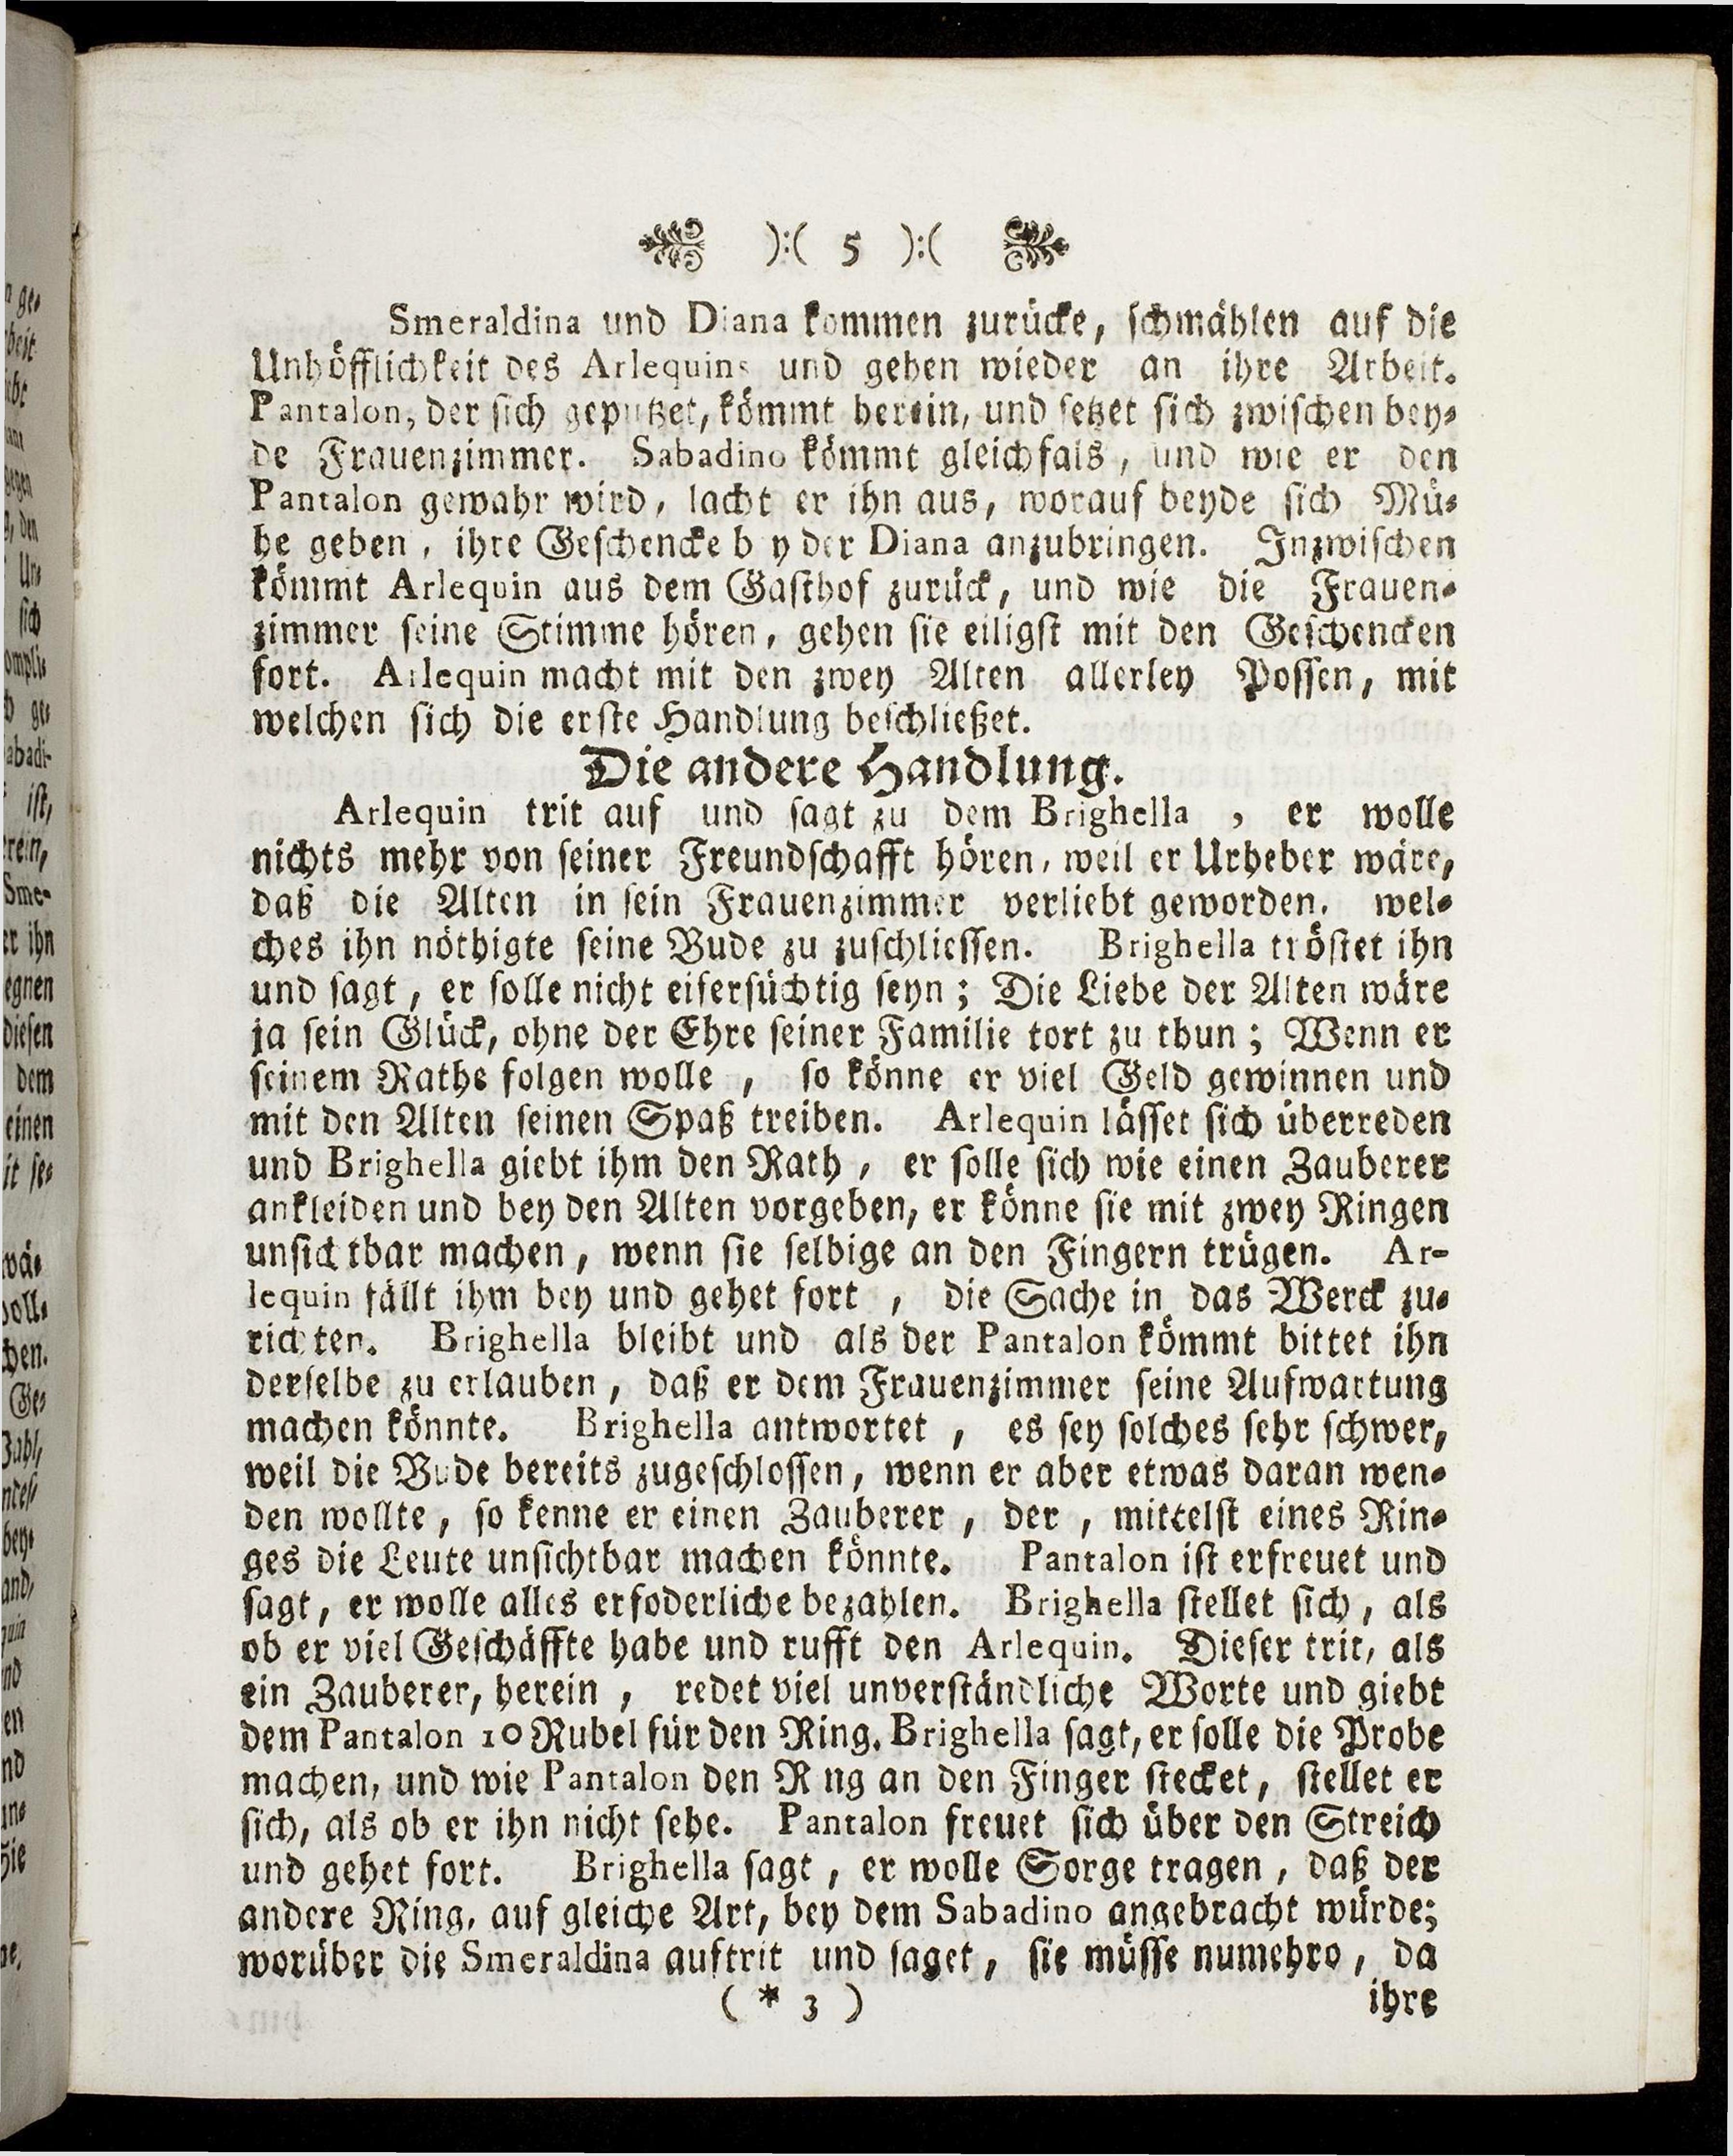 ):( 5 ):(
Smeraldina und Diana kommen zurücke, schmählen auf die
Unhöfflichkeit des Arlequins und gehen wieder an ihre Arbeit.
Pantalon, der sich geputzet, kömmt herein, und setzet sich zwischen bey-
de Frauenzimmer. Sabadino kömmt gleichfals, und wie er den
Pantalon gewahr wird, lacht er ihn aus, worauf beyde sich Mü-
he geben, ihre Geschencke b y der Diana anzubringen. Inzwischen
kömmt Arlequin aus dem Gasthof zurück, und wie die Frauen-
zimmer seine Stimme hören, gehen sie eiligst mit den Geschencken
fort. Arlequin macht mit den zwey Alten allerley Possen, mit
welchen sich die erste Handlung beschließet.
Die andere Handlung.
Arlequin trit auf und sagt zu dem Brighella , er wolle
nichts mehr von seiner Freundschafft hören, weil er Urheber wäre,
daß die Alten in sein Frauenzimmer verliebt geworden, wel-
ches ihn nöthigte seine Bude zu zuschliessen. Brighella tröstet ihn
und sagt, er solle nicht eifersüchtig seyn; Die Liebe der Alten wäre
ja sein Glück, ohne der Ehre seiner Familie tort zu thun; Wenn er
seinem Rathe folgen wolle , so könne er viel Geld gewinnen und
mit den Alten seinen Spaß treiben. Arlequin lässet sich überreden
und Brighella giebt ihm den Rath , er solle sich wie einen Zauberer
ankleiden und bey den Alten vorgeben, er könne sie mit zwey Ringen
unsichtbar machen, wenn sie selbige an den Fingern trügen. Ar-
lequin fällt ihm bey und gehet fort , die Sache in das Werck zu-
richten. Brighella bleibt und als der Pantalon kömmt bittet ihn
derselbe zu erlauben, daß er dem Frauenzimmer seine Aufwartung
machen könnte. Brighella antwortet , es sey solches sehr schwer,
weil die Bude bereits zugeschlossen, wenn er aber etwas daran wen-
den wollte, so kenne er einen Zauberer , der , mittelst eines Rin-
ges die Leute unsichtbar machen könnte. Pantalon ist erfreuet und
sagt, er wolle alles erfoderliche bezahlen. Brighella stellet sich, als
ob er viel Geschäffte habe und rufft den Arlequin. Dieser trit, als
ein Zauberer, herein , redet viel unverständliche Worte und giebt
dem Pantalon 10 Rubel für den Ring. Brighella sagt, er solle die Probe
machen, und wie Pantalon den R ng an den Finger stecket, stellet er
sich, als ob er ihn nicht sehe. Pantalon freuet sich über den Streich
und gehet fort. Brighella sagt, er wolle Sorge tragen, daß der
andere Ring, auf gleiche Art, bey dem Sabadino angebracht würde;
worüber die Smeraldina auftrit und saget, sie müsse numehro, da
( * 3 ) ihre